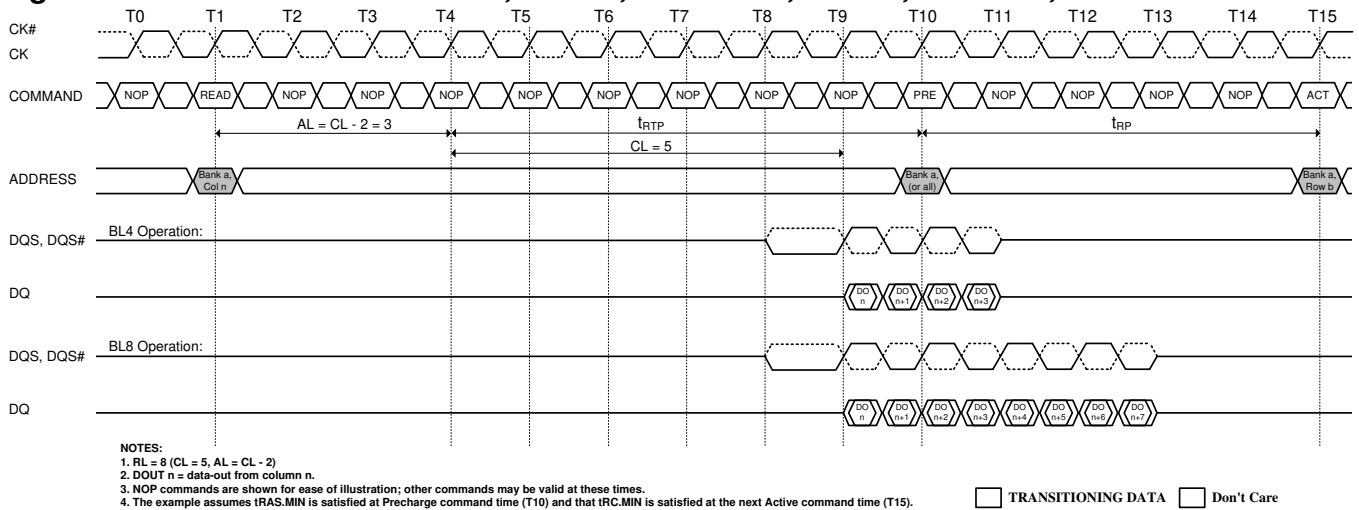 T0 T1 T2 T3 T4 T5 T6 T7 T8 T9 T10 T11 T12 T13 T14 T15
CK#
CK
COMMAND NOP READ NOP NOP NOP NOP NOP NOP NOP NOP PRE NOP NOP NOP NOP ACT
AL = CL - 2 = 3 tRTP tRP
CL = 5
ADDRESS Bank a, Col n Bank a, (or all) Bank a, Row b
BL4 Operation:
DQS, DQS#
DQ DO n DO n+1 DO n+2 DO n+3
BL8 Operation:
DQS, DQS#
DQ DO n DO n+1 DO n+2 DO n+3 DO n+4 DO n+5 DO n+6 DO n+7
NOTES:
1. RL = 8 (CL = 5, AL = CL - 2)
2. DOUT n = data-out from column n.
3. NOP commands are shown for ease of illustration; other commands may be valid at these times.
4. The example assumes tRAS.MIN is satisfied at Precharge command time (T10) and that tRC.MIN is satisfied at the next Active command time (T15).
TRANSITIONING DATA Don't Care